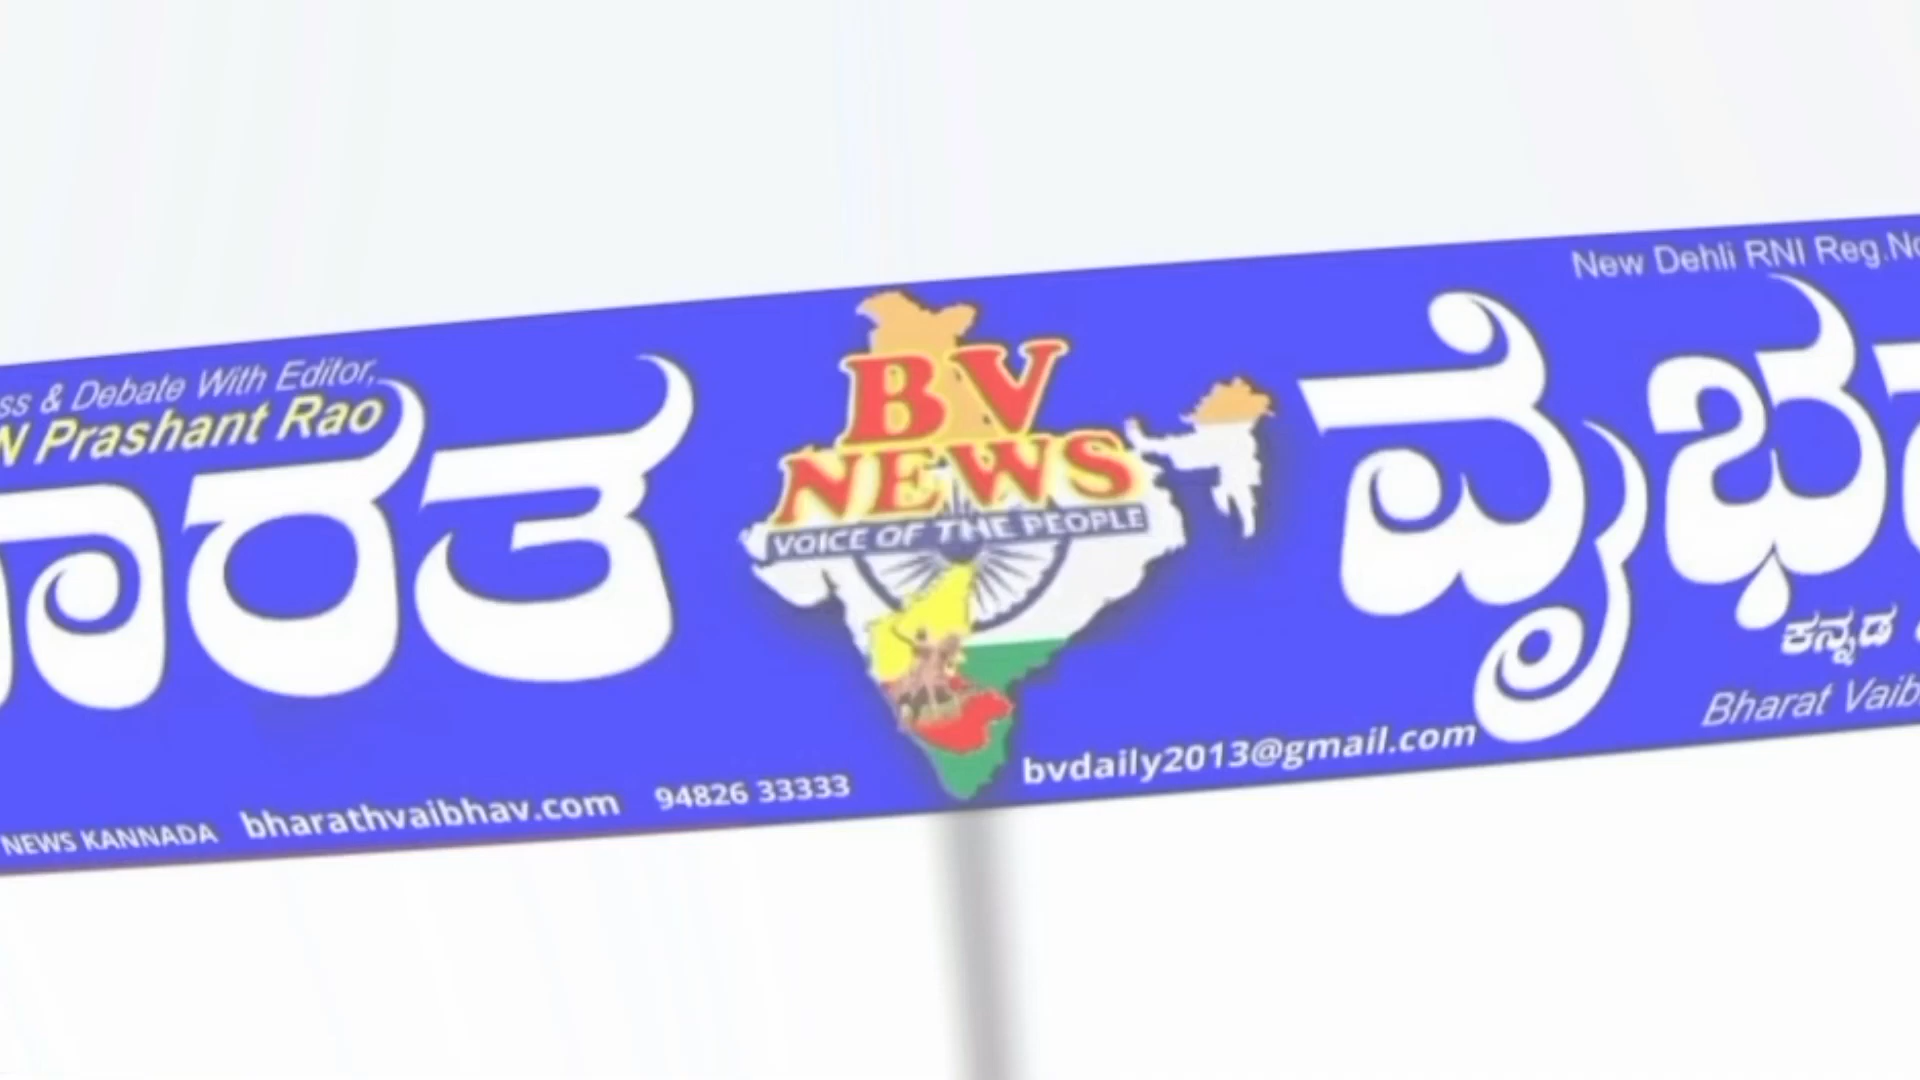 ss & Debate With Editor,
N Prashant Rao
ಾರತ
BV
NEWS
VOICE OF THE PEOPLE
New Dehli RNI Reg.No
ವೈಭವ
ಕನ್ನಡ
Bharat Vaib
NEWS KANNADA bharathvaibhav.com 94826 33333
bvdaily2013@gmail.com